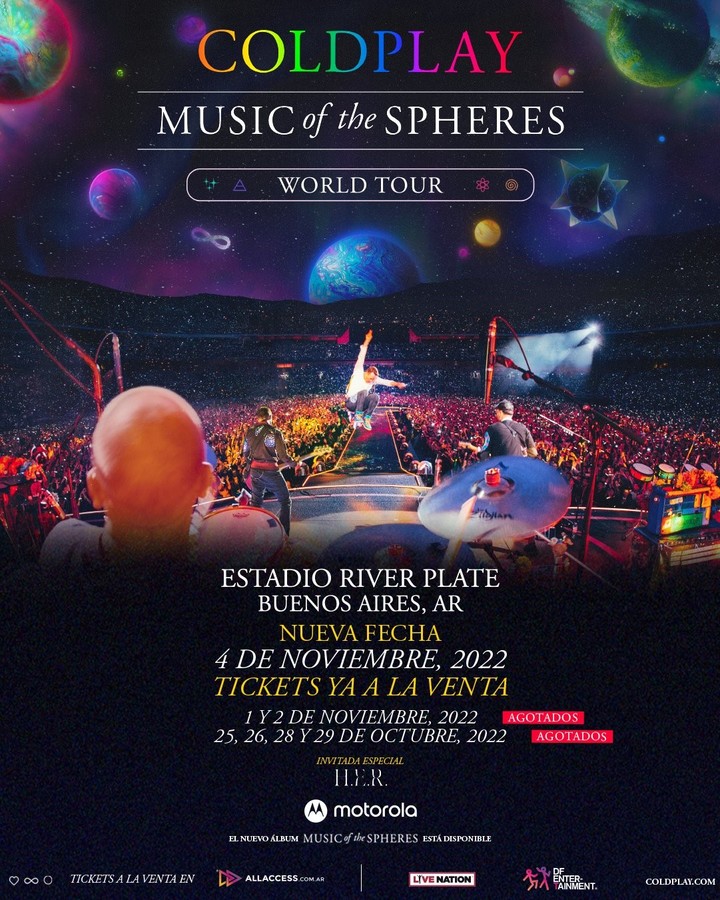 COLDPLAY
MUSIC of the SPHERES
WORLD TOUR
Zildjian
ESTADIO RIVER PLATE
BUENOS AIRES, AR
NUEVA FECHA
4 DE NOVIEMBRE, 2022
TICKETS YA A LA VENTA
1 Y 2 DE NOVIEMBRE, 2022 AGOTADOS
25, 26, 28 Y 29 DE OCTUBRE, 2022 AGOTADOS
INVITADA ESPECIAL
H.E.R.
motorola
EL NUEVO ÁLBUM MUSIC of the SPHERES ESTÁ DISPONIBLE
TICKETS A LA VENTA EN ALLACCESS.COM.AR LIVE NATION DF ENTER-TAINMENT. COLDPLAY.COM